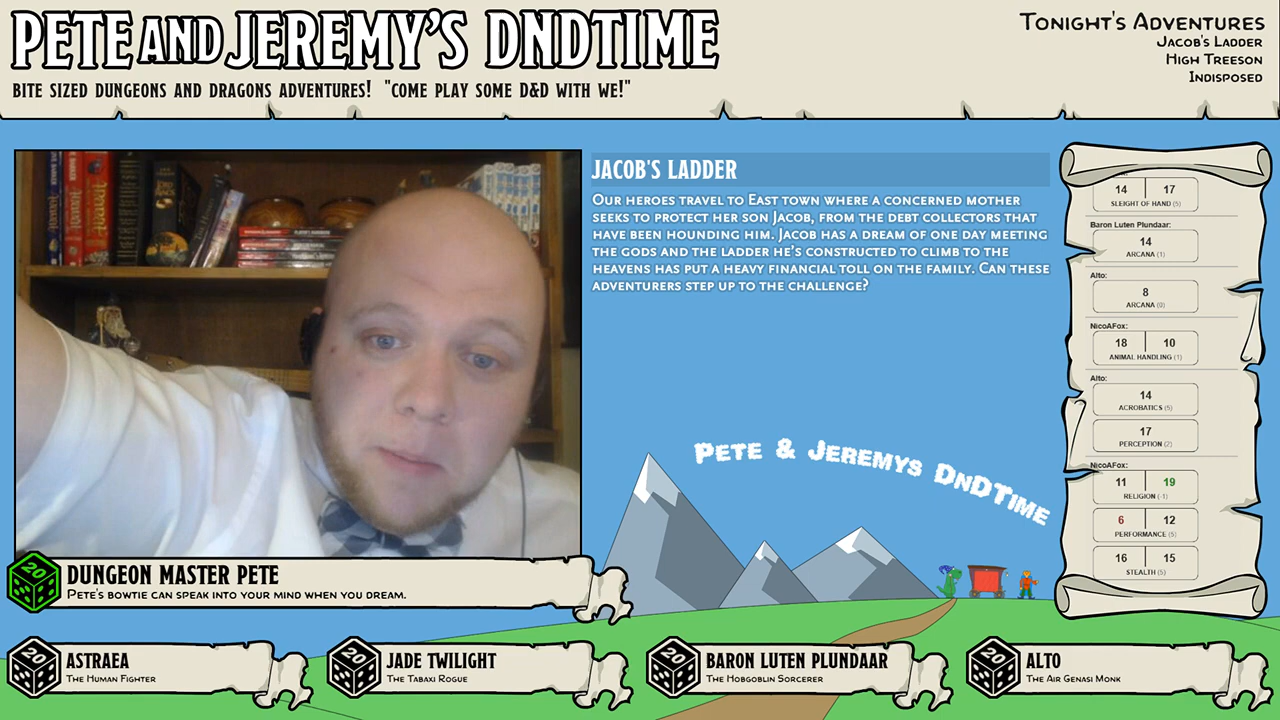 PETE AND JEREMY'S DNDTIME
BITE SIZED DUNGEONS AND DRAGONS ADVENTURES! "COME PLAY SOME D&D WITH WE!"
TONIGHT'S ADVENTURES
JACOB'S LADDER
HIGH TREESON
INDISPOSED
JACOB'S LADDER
OUR HEROES TRAVEL TO EAST TOWN WHERE A CONCERNED MOTHER
SEEKS TO PROTECT HER SON JACOB, FROM THE DEBT COLLECTORS THAT
HAVE BEEN HOUNDING HIM. JACOB HAS A DREAM OF ONE DAY MEETING
THE GODS AND THE LADDER HE'S CONSTRUCTED TO CLIMB TO THE
HEAVENS HAS PUT A HEAVY FINANCIAL TOLL ON THE FAMILY. CAN THESE
ADVENTURERS STEP UP TO THE CHALLENGE?
14 17
SLEIGHT OF HAND (5)
Baron Luten Plundaar:
14
ARCANA (1)
Alto:
8
ARCANA (0)
NicoAFox:
18 10
ANIMAL HANDLING (1)
Alto:
14
ACROBATICS (5)
17
PERCEPTION (2)
NicoAFox:
11 19
RELIGION (-1)
6 12
PERFORMANCE (5)
16 15
STEALTH (5)
PETE & JEREMYS DNDTIME
20
DUNGEON MASTER PETE
PETE'S BOWTIE CAN SPEAK INTO YOUR MIND WHEN YOU DREAM.
20
ASTRAEA
THE HUMAN FIGHTER
20
JADE TWILIGHT
THE TABAXI ROGUE
20
BARON LUTEN PLUNDAAR
THE HOBGOBLIN SORCERER
20
ALTO
THE AIR GENASI MONK